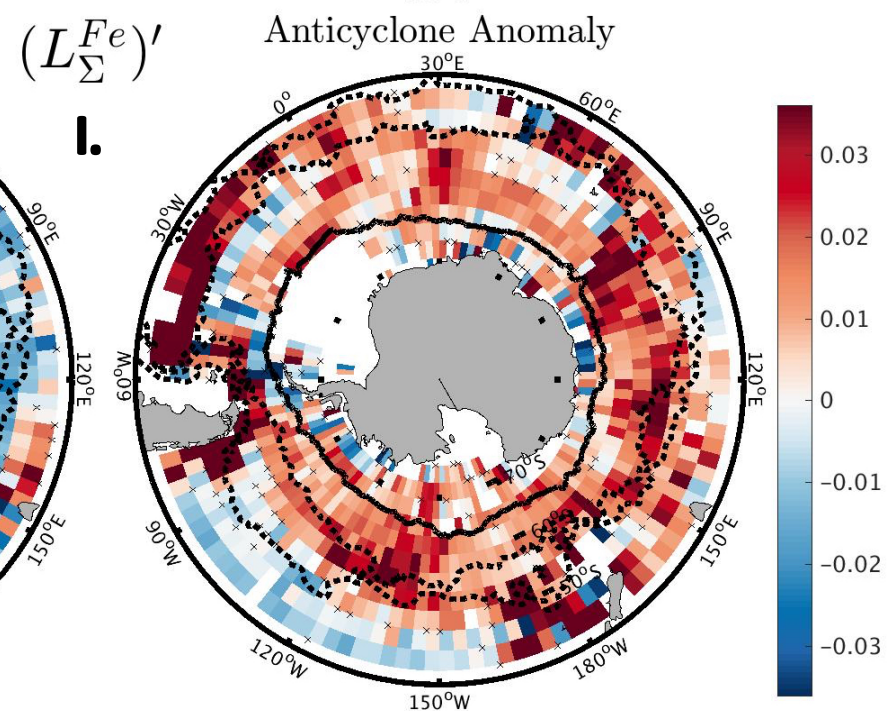 Anticyclone Anomaly
(L_Σ^{Fe})′
l.
30°E
0°
60°E
30°W
90°E
90°E
60°W
120°E
120°E
150°E
150°E
90°W
120°W
180°W
150°W
70°S
60°S
50°S
0.03
0.02
0.01
0
−0.01
−0.02
−0.03